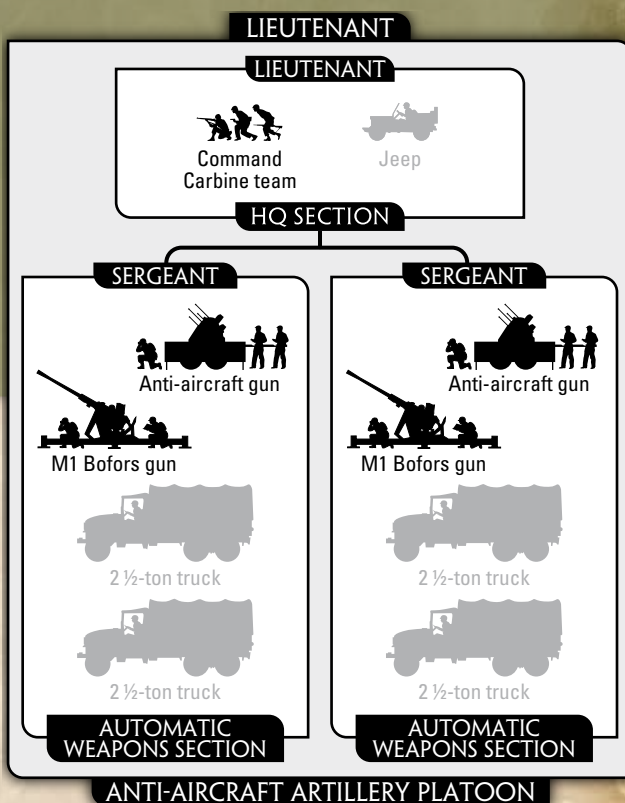 LIEUTENANT
LIEUTENANT
Command
Carbine team
Jeep
HQ SECTION
SERGEANT
Anti-aircraft gun
M1 Bofors gun
2 ½-ton truck
2 ½-ton truck
AUTOMATIC
WEAPONS SECTION
SERGEANT
Anti-aircraft gun
M1 Bofors gun
2 ½-ton truck
2 ½-ton truck
AUTOMATIC
WEAPONS SECTION
ANTI-AIRCRAFT ARTILLERY PLATOON